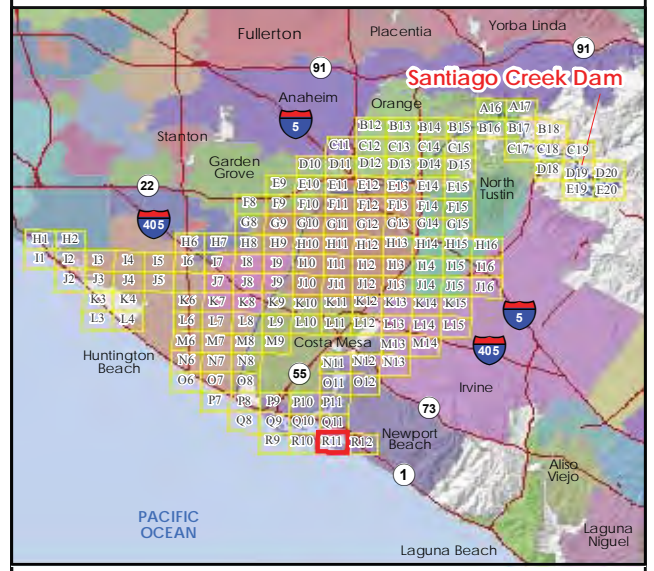 Fullerton
Placentia
Yorba Linda
91
91
Santiago Creek Dam
Anaheim
Orange
A16 A17
5
B12 B13 B14 B15 B16 B17 B18
Stanton
C11 C12 C13 C14 C15 C17 C18 C19
Garden
Grove
D10 D11 D12 D13 D14 D15 D18 D19 D20
E9 E10 E11 E12 E13 E14 E15 E19 E20
North
Tustin
22
F8 F9 F10 F11 F12 F13 F14 F15
405
G8 G9 G10 G11 G12 G13 G14 G15
H1 H2 H6 H7 H8 H9 H10 H11 H12 H13 H14 H15 H16
I1 I2 I3 I4 I5 I6 I7 I8 I9 I10 I11 I12 I13 I14 I15 I16
J2 J3 J4 J5 J7 J8 J9 J10 J11 J12 J13 J14 J15 J16
K3 K4 K6 K7 K8 K9 K10 K11 K12 K13 K14 K15
5
L3 L4 L6 L7 L8 L9 L10 L11 L12 L13 L14 L15
M6 M7 M8 M9 Costa Mesa M13 M14
405
Huntington
Beach
N6 N7 N8 N11 N12 N13
55
O6 O7 O8 O11 O12
Irvine
P7 P8 P9 P10 P11
73
Q8 Q9 Q10 Q11
R9 R10 R11 R12
Newport
Beach
1
Aliso
Viejo
PACIFIC
OCEAN
Laguna
Niguel
Laguna Beach